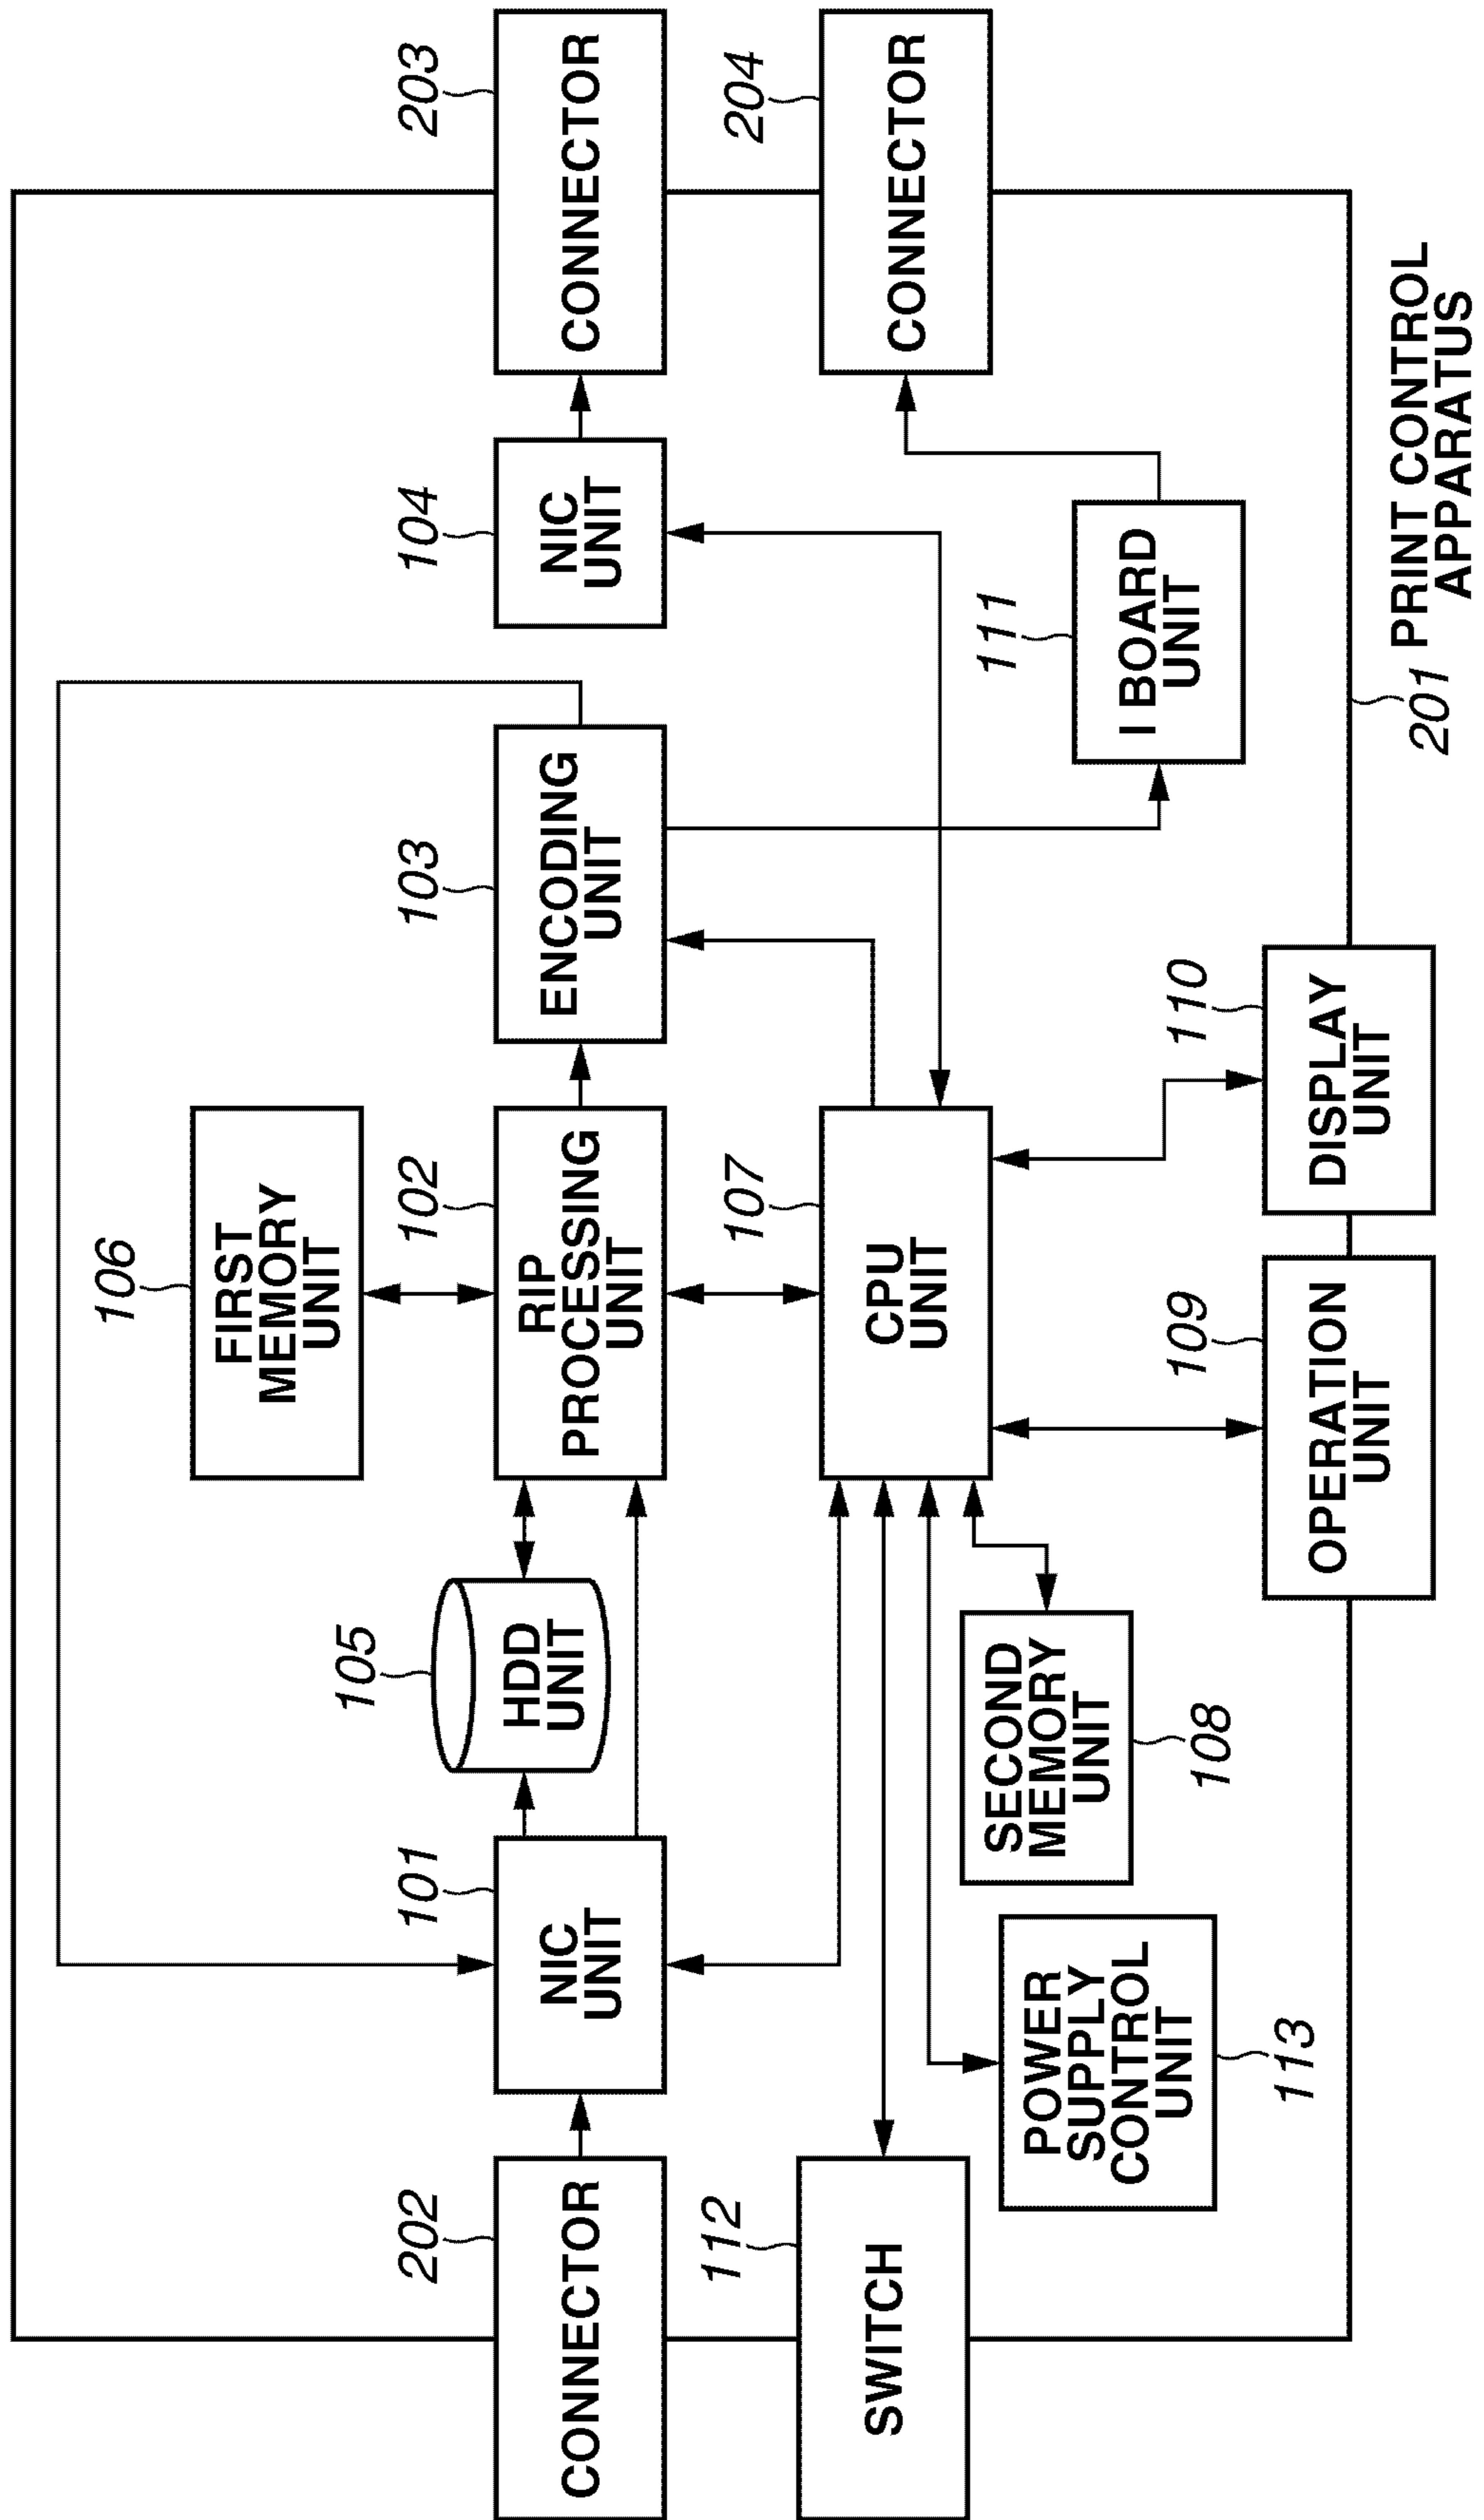 106
FIRST
MEMORY
UNIT
202
CONNECTOR
101
NIC
UNIT
105
HDD
UNIT
102
RIP
PROCESSING
UNIT
103
ENCODING
UNIT
104
NIC
UNIT
203
CONNECTOR
112
SWITCH
107
CPU
UNIT
204
CONNECTOR
POWER
SUPPLY
CONTROL
UNIT
113
SECOND
MEMORY
UNIT
108
111
I BOARD
UNIT
109
OPERATION
UNIT
110
DISPLAY
UNIT
201
PRINT CONTROL
APPARATUS